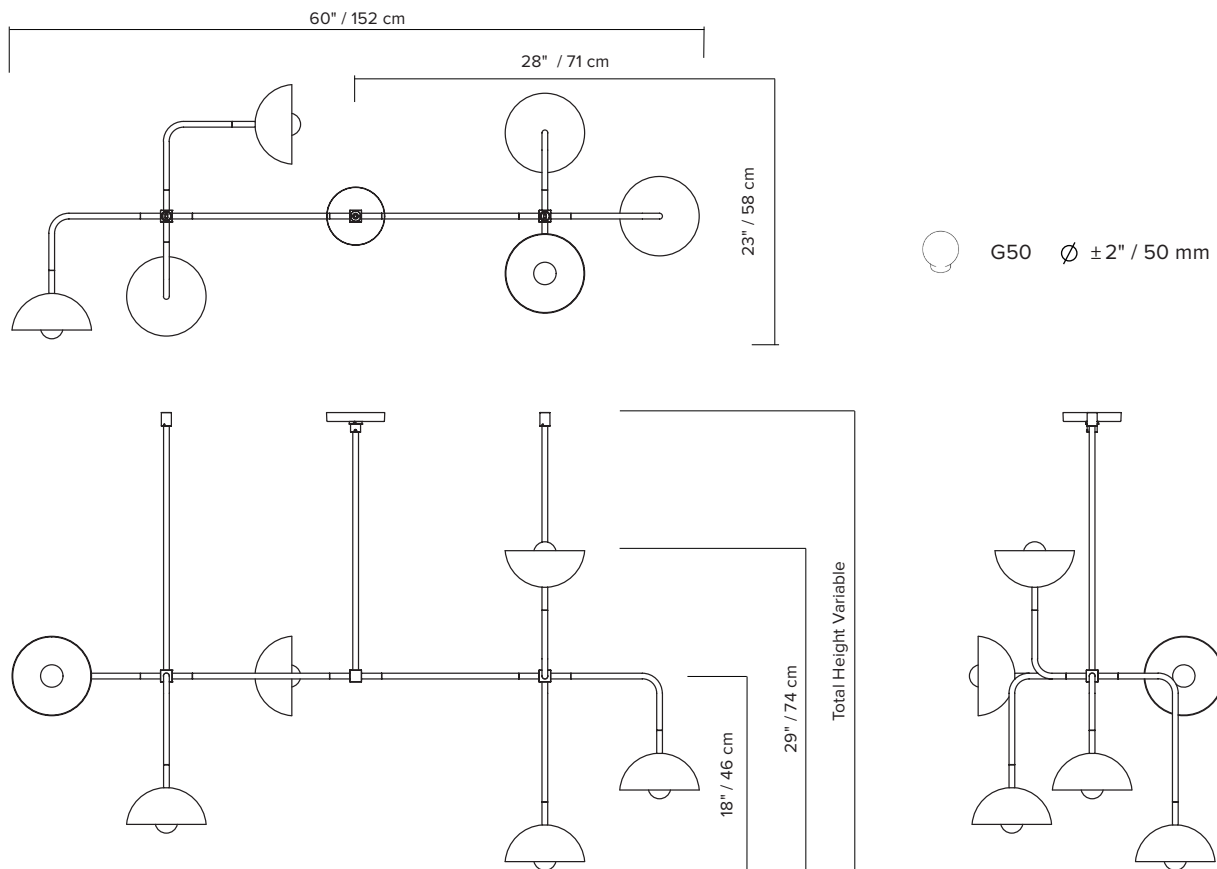 60" / 152 cm
28" / 71 cm
23" / 58 cm
G50 Ø ±2" / 50 mm
Total Height Variable
29" / 74 cm
18" / 46 cm